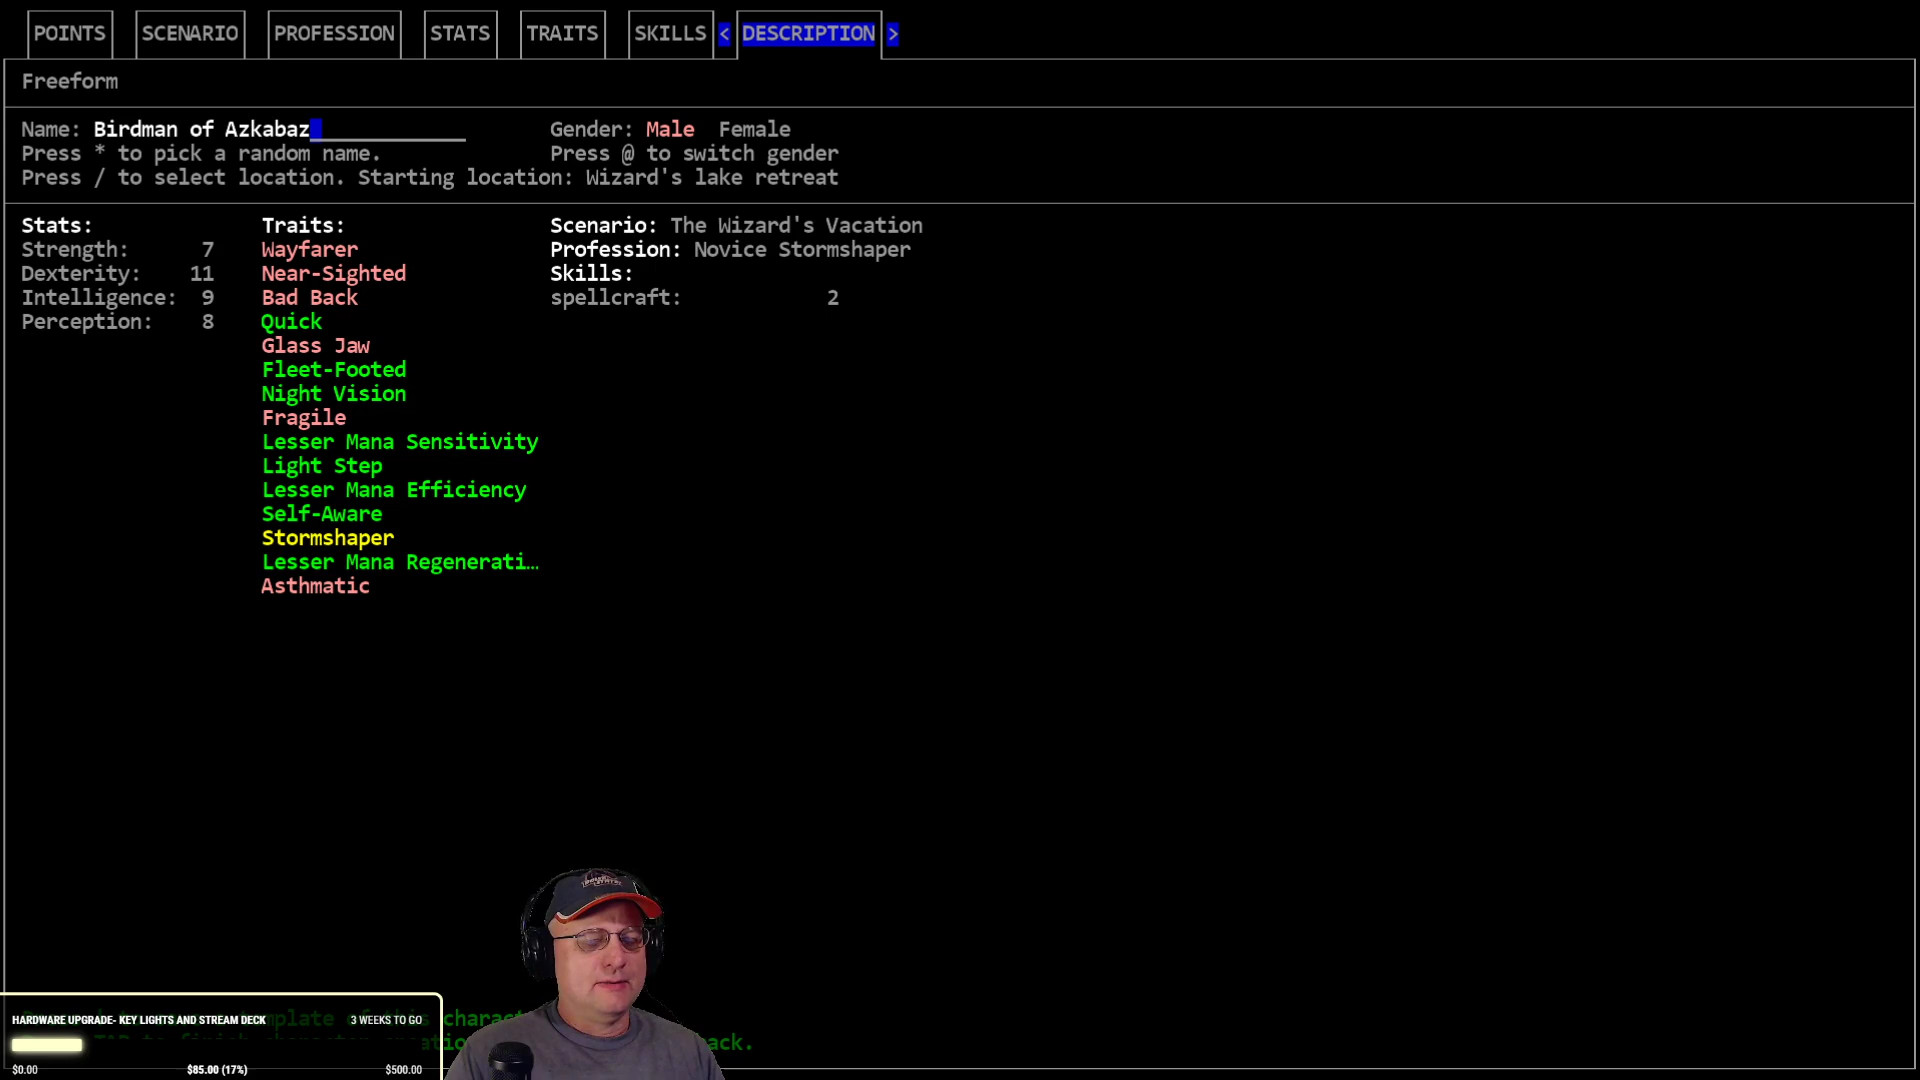 POINTS SCENARIO PROFESSION STATS TRAITS SKILLS < DESCRIPTION >
Freeform
Name: Birdman of Azkabaz Gender: Male Female
Press * to pick a random name. Press @ to switch gender
Press / to select location. Starting location: Wizard's lake retreat
Stats: Traits: Scenario: The Wizard's Vacation
Strength: 7 Wayfarer Profession: Novice Stormshaper
Dexterity: 11 Near-Sighted Skills:
Intelligence: 9 Bad Back spellcraft: 2
Perception: 8 Quick
Glass Jaw
Fleet-Footed
Night Vision
Fragile
Lesser Mana Sensitivity
Light Step
Lesser Mana Efficiency
Self-Aware
Stormshaper
Lesser Mana Regenerati…
Asthmatic
HARDWARE UPGRADE- KEY LIGHTS AND STREAM DECK 3 WEEKS TO GO
$0.00 $85.00 (17%) $500.00